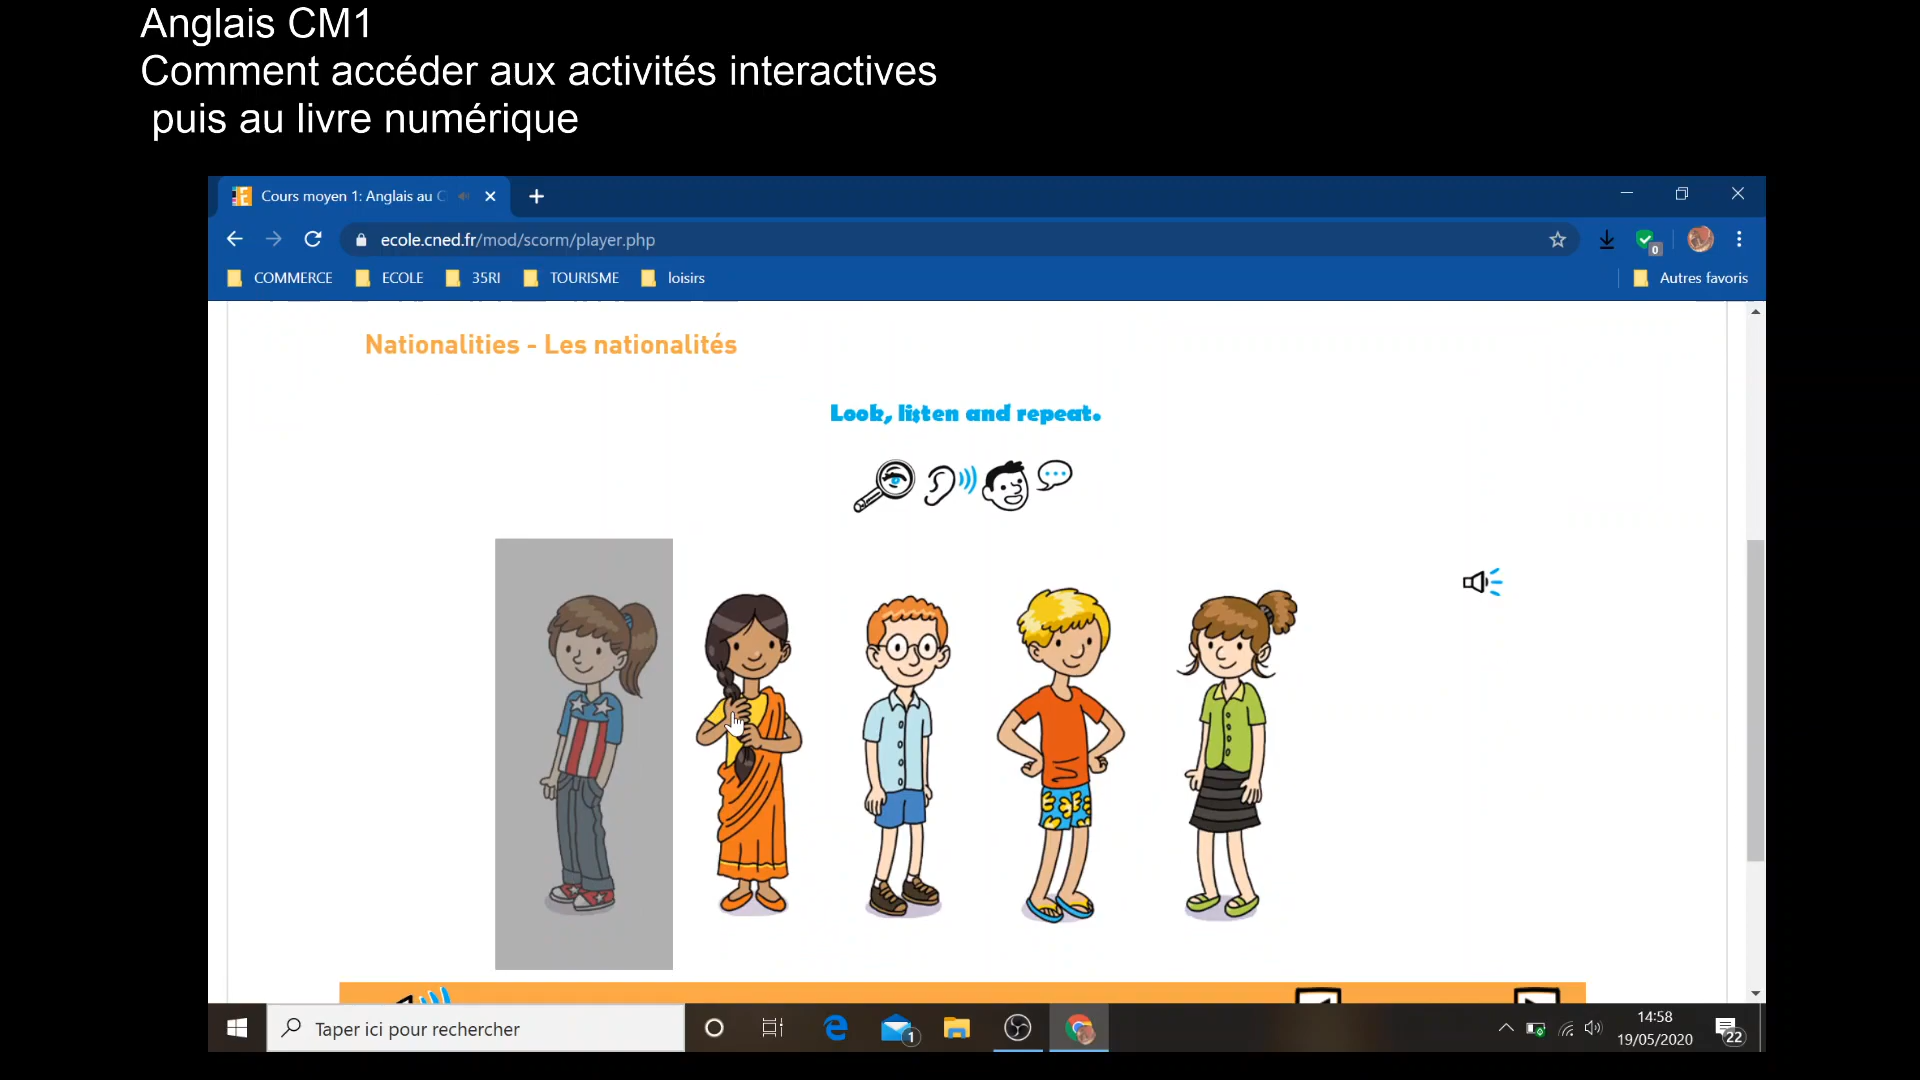 Anglais CM1
Comment accéder aux activités interactives
puis au livre numérique
Cours moyen 1: Anglais au C
ecole.cned.fr/mod/scorm/player.php
0
COMMERCE ECOLE 35RI TOURISME loisirs Autres favoris
Nationalities - Les nationalités
Look, listen and repeat.
Taper ici pour rechercher
1
14:58
19/05/2020
22